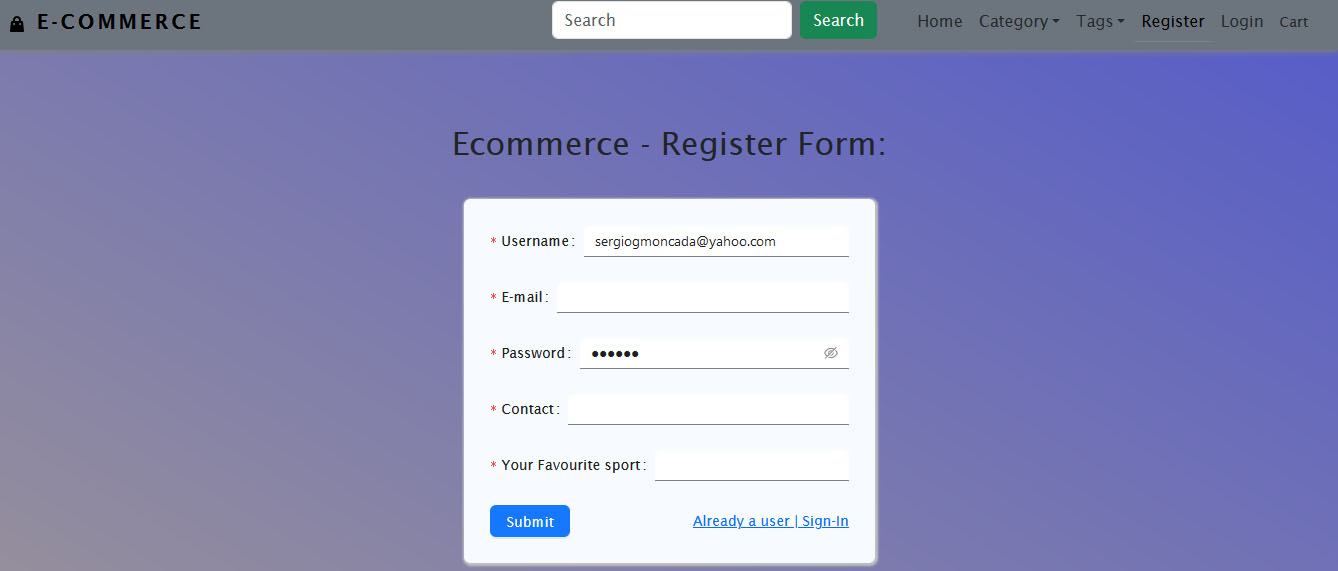 E-COMMERCE Search Search Home Category Tags Register Login Cart
Ecommerce - Register Form:
* Username: sergiogmoncada@yahoo.com
* E-mail:
* Password: ••••••
* Contact:
* Your Favourite sport:
Submit Already a user | Sign-In